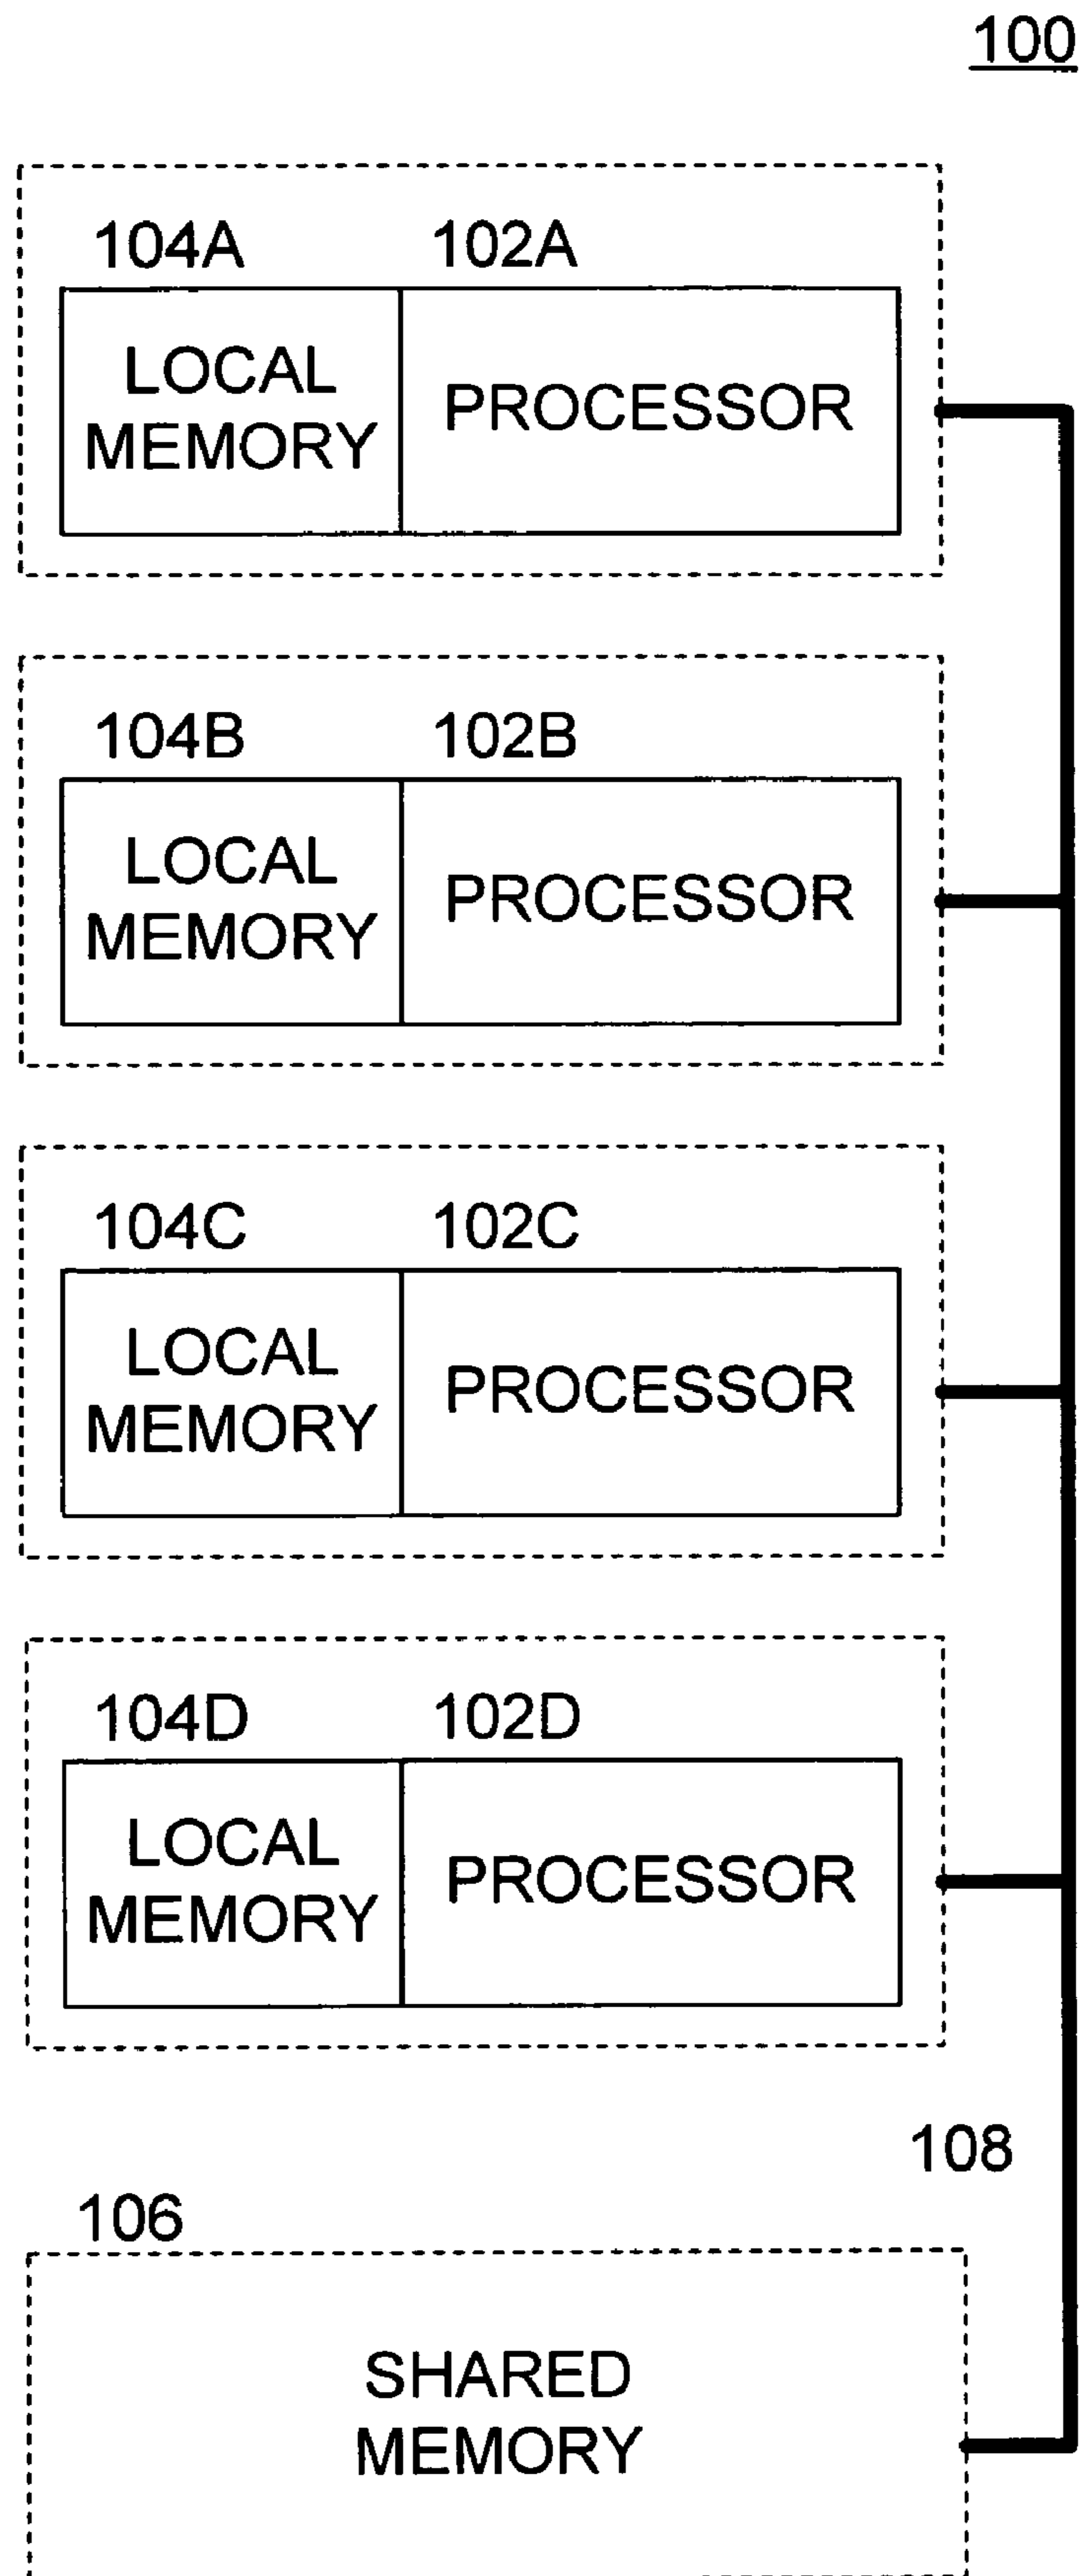 100
104A 102A
LOCAL
MEMORY
PROCESSOR
104B 102B
LOCAL
MEMORY
PROCESSOR
104C 102C
LOCAL
MEMORY
PROCESSOR
104D 102D
LOCAL
MEMORY
PROCESSOR
108
106
SHARED
MEMORY